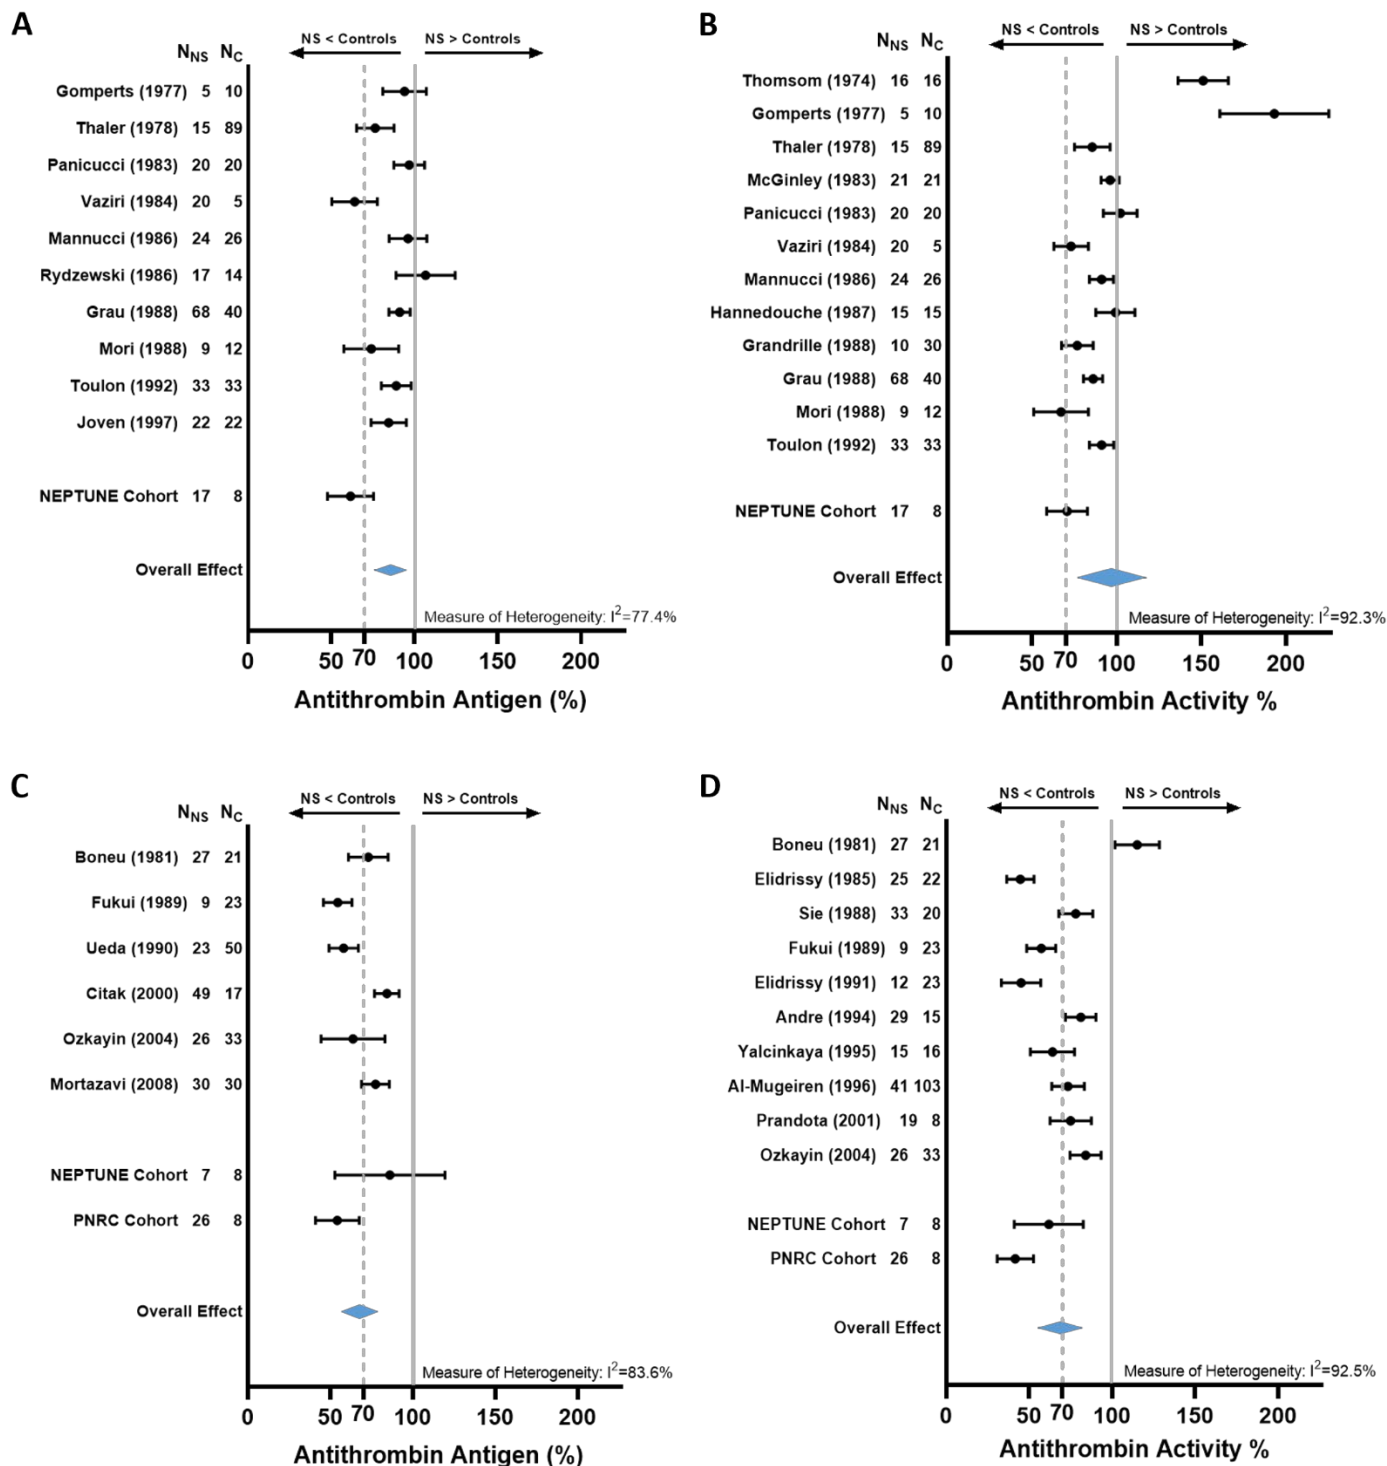 A
NS < Controls NS > Controls
N_NS N_C
Gomperts (1977) 5 10
Thaler (1978) 15 89
Panicucci (1983) 20 20
Vaziri (1984) 20 5
Mannucci (1986) 24 26
Rydzewski (1986) 17 14
Grau (1988) 68 40
Mori (1988) 9 12
Toulon (1992) 33 33
Joven (1997) 22 22
NEPTUNE Cohort 17 8
Overall Effect
Measure of Heterogeneity: I²=77.4%
0 50 70 100 150 200
Antithrombin Antigen (%)
B
NS < Controls NS > Controls
N_NS N_C
Thomsom (1974) 16 16
Gomperts (1977) 5 10
Thaler (1978) 15 89
McGinley (1983) 21 21
Panicucci (1983) 20 20
Vaziri (1984) 20 5
Mannucci (1986) 24 26
Hannedouche (1987) 15 15
Grandrille (1988) 10 30
Grau (1988) 68 40
Mori (1988) 9 12
Toulon (1992) 33 33
NEPTUNE Cohort 17 8
Overall Effect
Measure of Heterogeneity: I²=92.3%
0 50 70 100 150 200
Antithrombin Activity %
C
NS < Controls NS > Controls
N_NS N_C
Boneu (1981) 27 21
Fukui (1989) 9 23
Ueda (1990) 23 50
Citak (2000) 49 17
Ozkayin (2004) 26 33
Mortazavi (2008) 30 30
NEPTUNE Cohort 7 8
PNRC Cohort 26 8
Overall Effect
Measure of Heterogeneity: I²=83.6%
0 50 70 100 150 200
Antithrombin Antigen (%)
D
NS < Controls NS > Controls
N_NS N_C
Boneu (1981) 27 21
Elidrissy (1985) 25 22
Sie (1988) 33 20
Fukui (1989) 9 23
Elidrissy (1991) 12 23
Andre (1994) 29 15
Yalcinkaya (1995) 15 16
Al-Mugeiren (1996) 41 103
Prandota (2001) 19 8
Ozkayin (2004) 26 33
NEPTUNE Cohort 7 8
PNRC Cohort 26 8
Overall Effect
Measure of Heterogeneity: I²=92.5%
0 50 70 100 150 200
Antithrombin Activity %